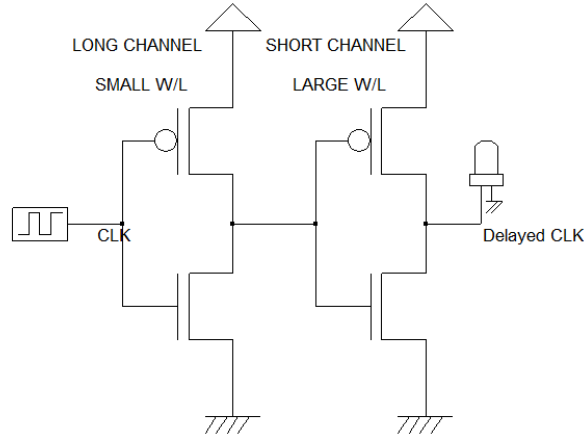 LONG CHANNEL
SHORT CHANNEL
SMALL W/L
LARGE W/L
CLK
Delayed CLK